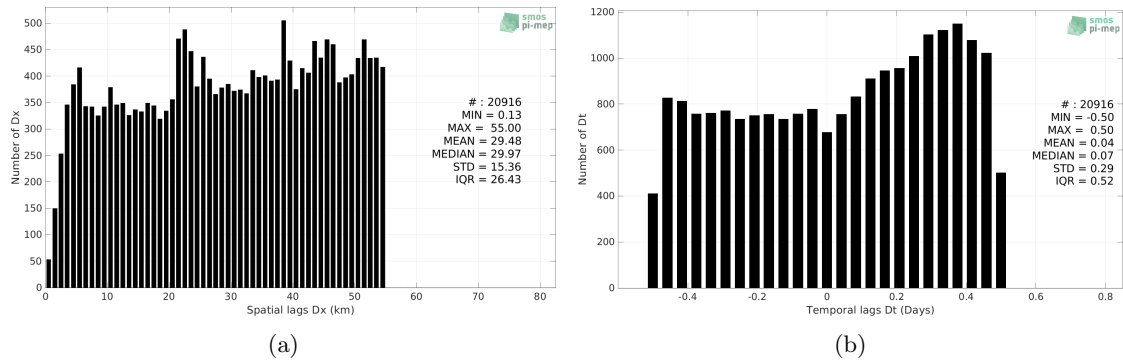 500
450
400
350
300
250
200
150
100
50
0
Number of Dx
0 10 20 30 40 50 60 70 80
Spatial lags Dx (km)
smos
pi-mep
# : 20916
MIN = 0.13
MAX = 55.00
MEAN = 29.48
MEDIAN = 29.97
STD = 15.36
IQR = 26.43
(a)
1200
1000
800
600
400
200
0
Number of Dt
-0.4 -0.2 0 0.2 0.4 0.6 0.8
Temporal lags Dt (Days)
smos
pi-mep
# : 20916
MIN = -0.50
MAX = 0.50
MEAN = 0.04
MEDIAN = 0.07
STD = 0.29
IQR = 0.52
(b)